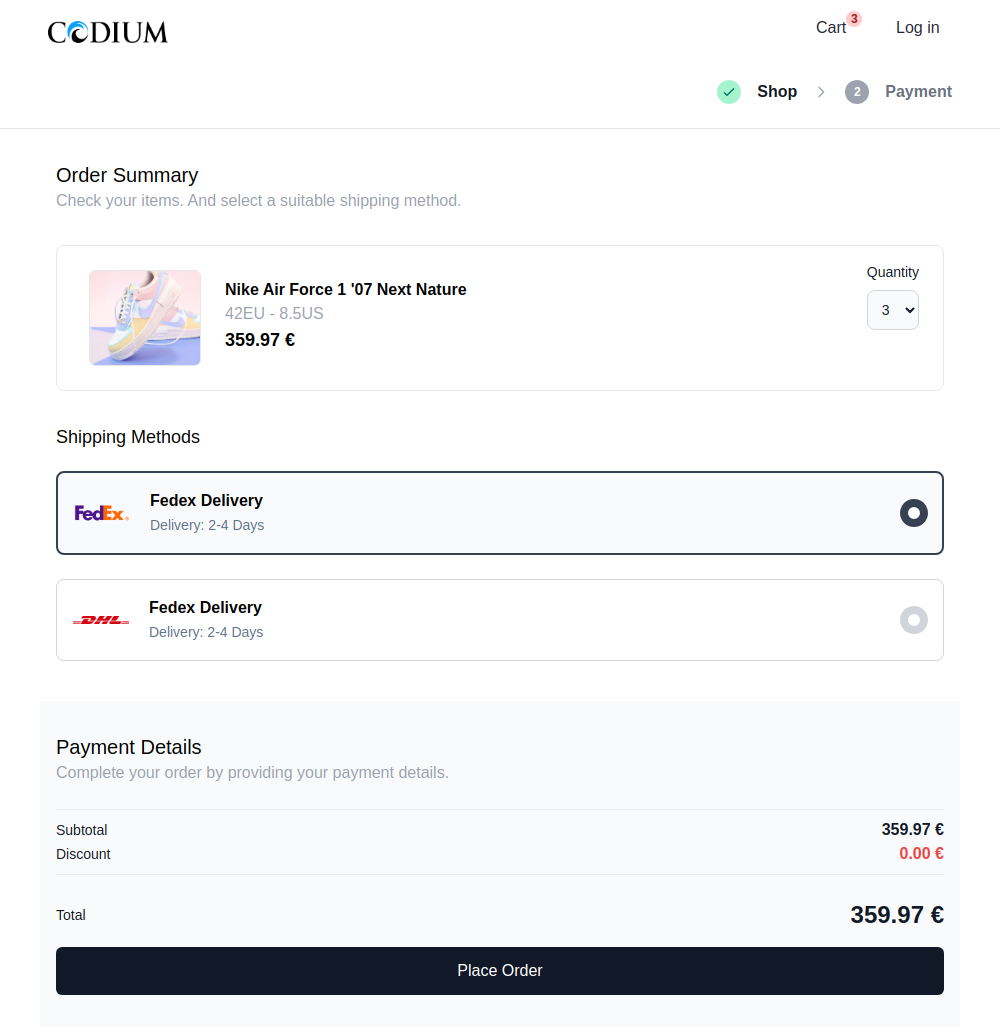 CODIUM
Cart 3 Log in
Shop 2 Payment
Order Summary
Check your items. And select a suitable shipping method.
Quantity
Nike Air Force 1 '07 Next Nature
3
42EU - 8.5US
359.97 €
Shipping Methods
FedEx
Fedex Delivery
Delivery: 2-4 Days
DHL
Fedex Delivery
Delivery: 2-4 Days
Payment Details
Complete your order by providing your payment details.
Subtotal 359.97 €
Discount 0.00 €
Total 359.97 €
Place Order